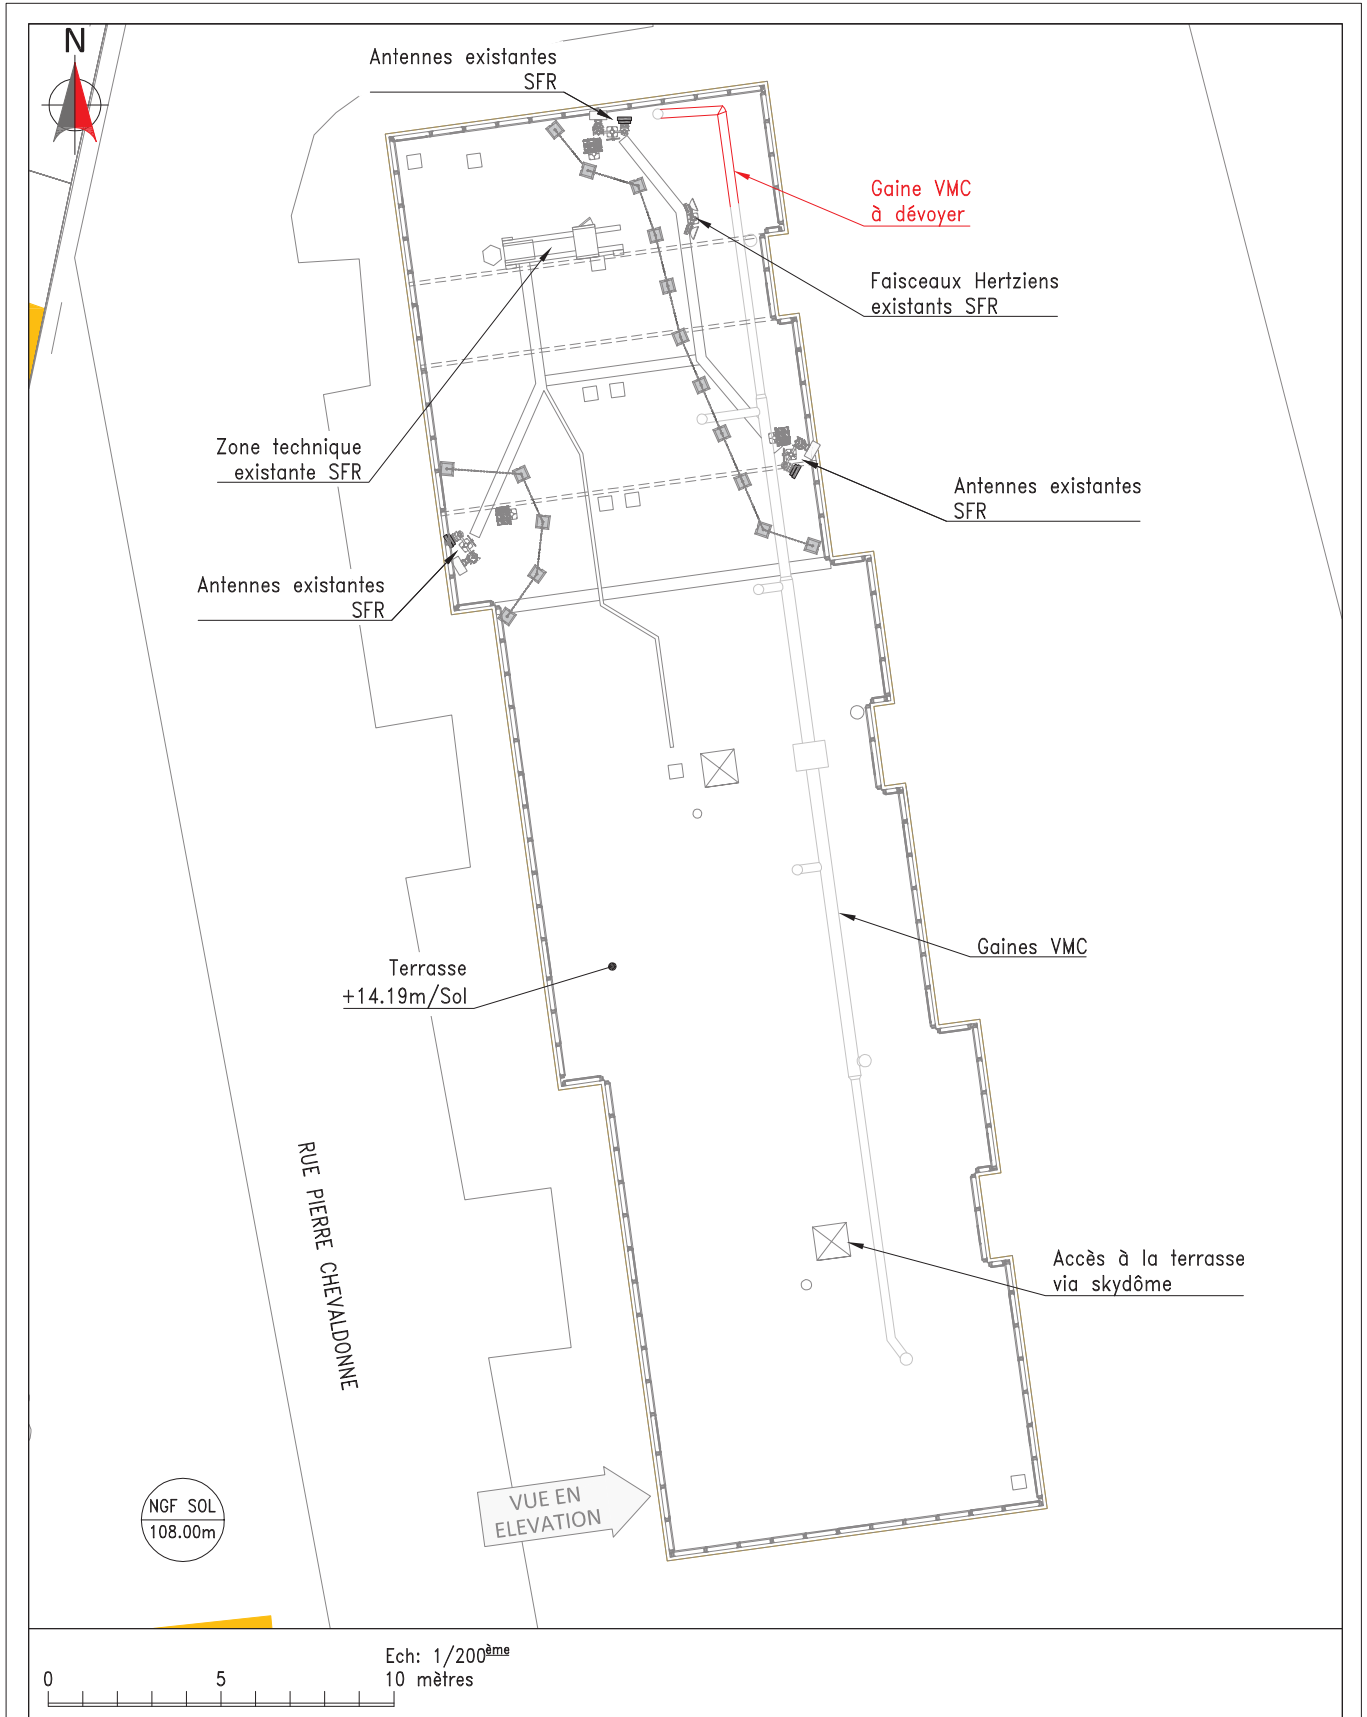 N
Antennes existantes
SFR
Gaine VMC
à dévoyer
Faisceaux Hertziens
existants SFR
Zone technique
existante SFR
Antennes existantes
SFR
Antennes existantes
SFR
Gaines VMC
Terrasse
+14.19m/Sol
RUE PIERRE CHEVALDONNE
Accès à la terrasse
via skydôme
VUE EN
ELEVATION
NGF SOL
108.00m
Ech: 1/200ème
0 5 10 mètres